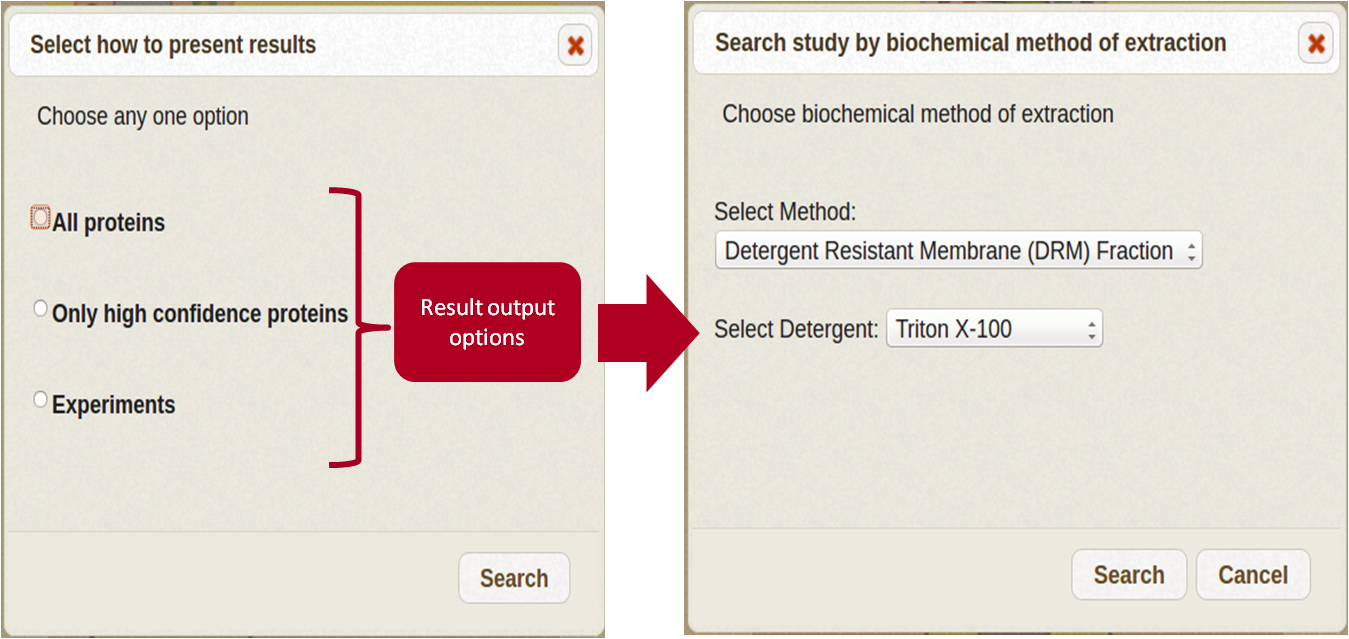 Select how to present results
Choose any one option
All proteins
Only high confidence proteins
Experiments
Result output
options
Search
Search study by biochemical method of extraction
Choose biochemical method of extraction
Select Method:
Detergent Resistant Membrane (DRM) Fraction
Select Detergent: Triton X-100
Search Cancel